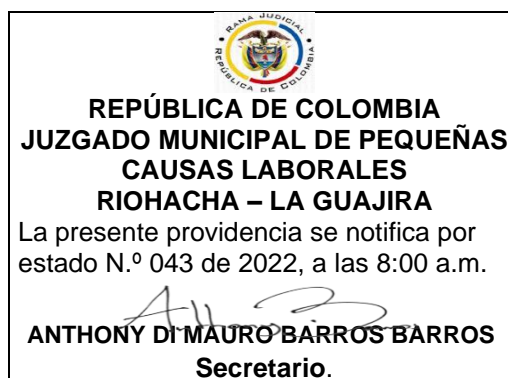 RAMA JUDICIAL
REPÚBLICA DE COLOMBIA
REPÚBLICA DE COLOMBIA
JUZGADO MUNICIPAL DE PEQUEÑAS
CAUSAS LABORALES
RIOHACHA – LA GUAJIRA
La presente providencia se notifica por
estado N.º 043 de 2022, a las 8:00 a.m.
ANTHONY DI MAURO BARROS BARROS
Secretario.